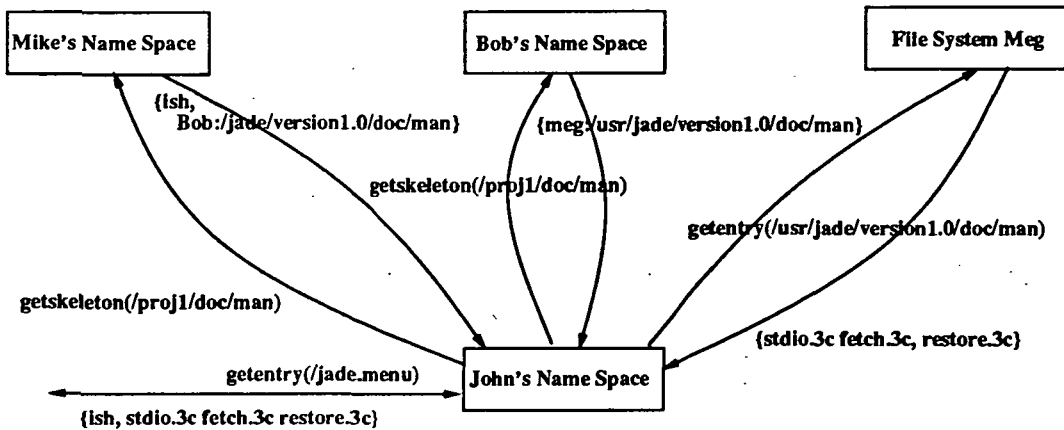 Mike's Name Space
Bob's Name Space
File System Meg
{ish,
Bob:/jade/version1.0/doc/man}
{meg:/usr/jade/version1.0/doc/man}
getskeleton(/proj1/doc/man)
getentry(/usr/jade/version1.0/doc/man)
getskeleton(/proj1/doc/man)
{stdio.3c fetch.3c, restore.3c}
getentry(/jade.menu)
John's Name Space
{ish, stdio.3c fetch.3c restore.3c}